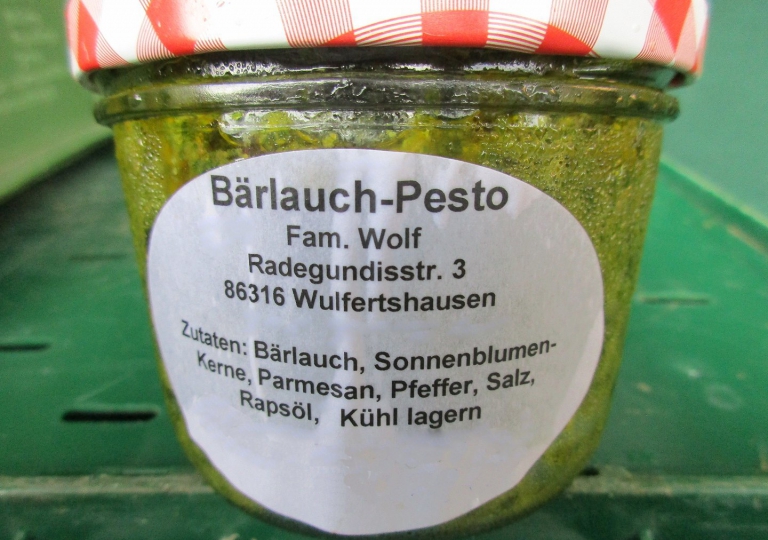 Bärlauch-Pesto
Fam. Wolf
Radegundisstr. 3
86316 Wulfertshausen
Zutaten: Bärlauch, Sonnenblumen-
Kerne, Parmesan, Pfeffer, Salz,
Rapsöl, Kühl lagern